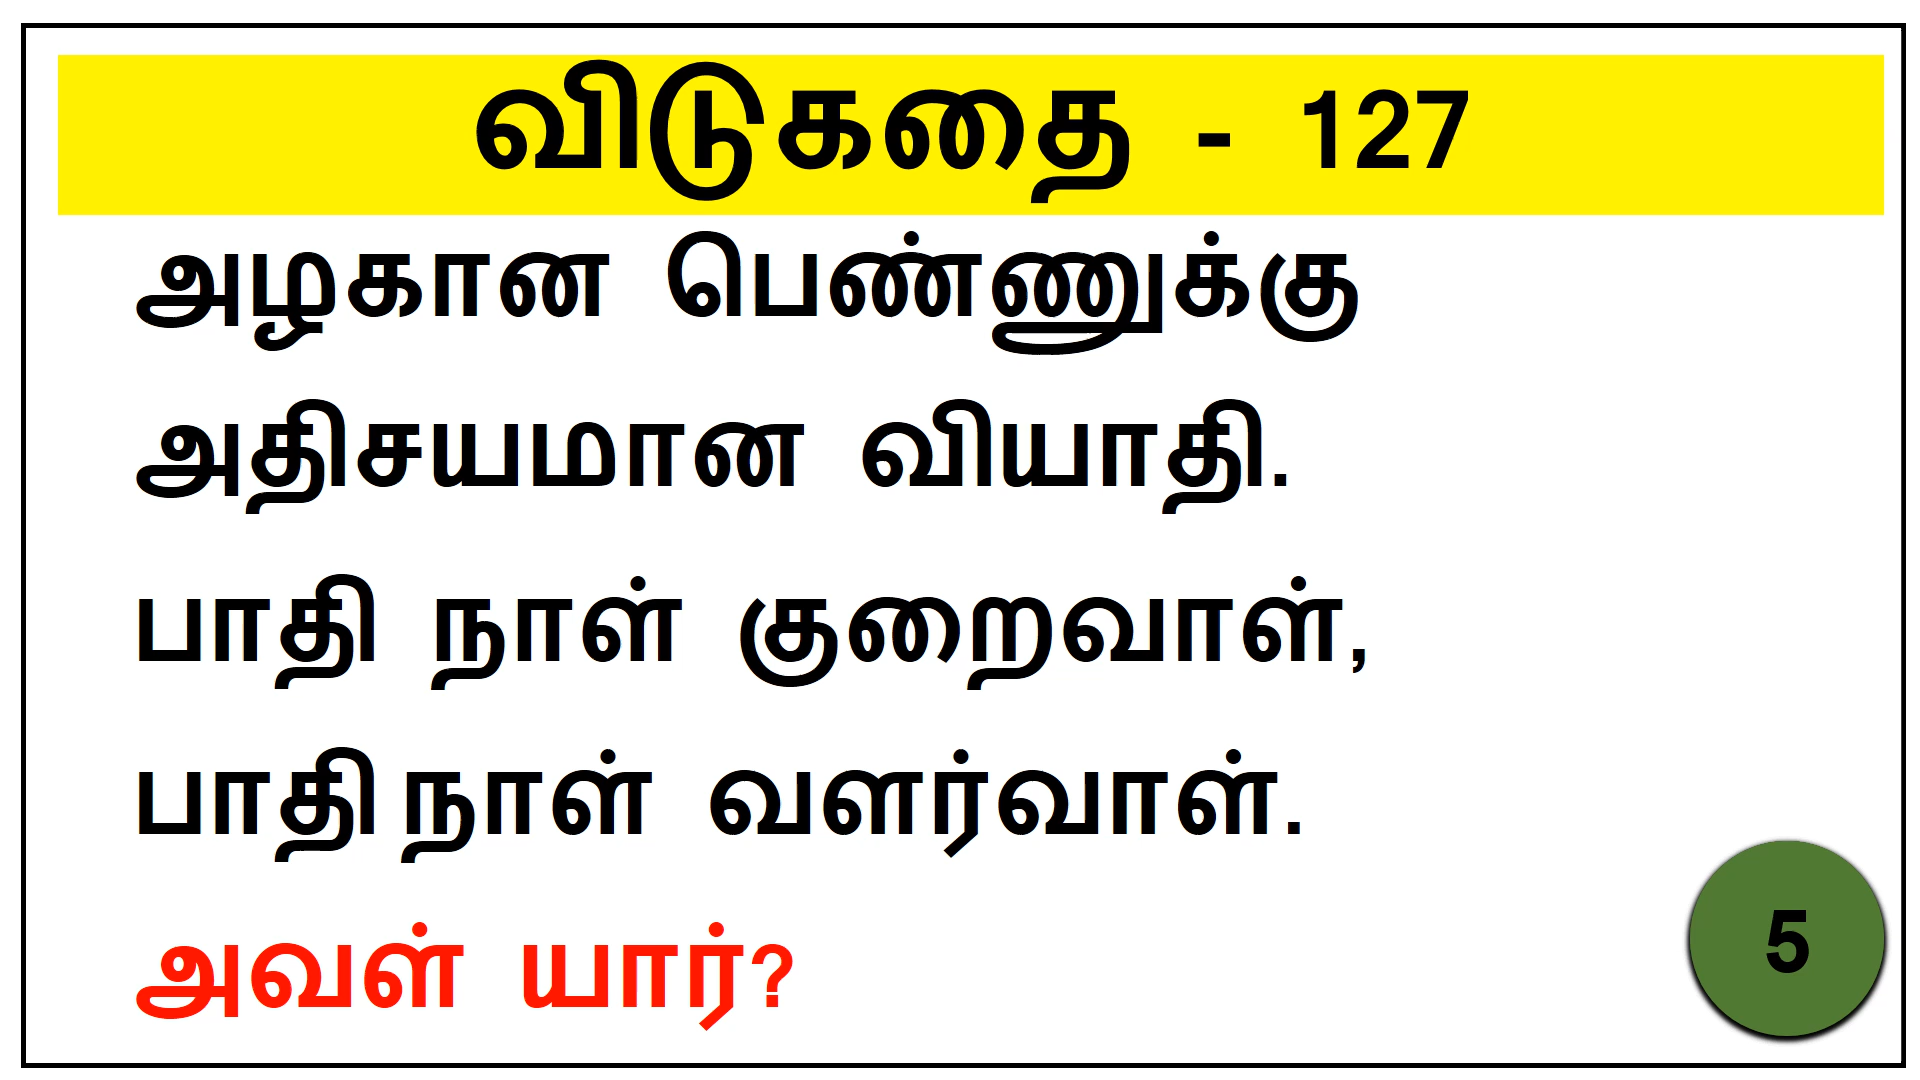 விடுகதை - 127
அழகான பெண்ணுக்கு
அதிசயமான வியாதி.
பாதி நாள் குறைவாள்,
பாதி நாள் வளர்வாள்.
அவள் யார்?
5